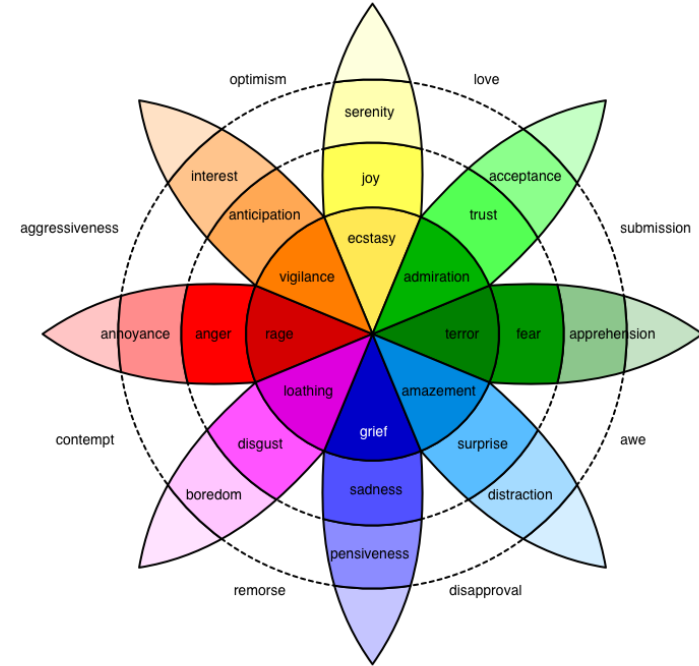 optimism
love
serenity
interest
joy
acceptance
anticipation
trust
aggressiveness
ecstasy
submission
vigilance
admiration
annoyance
anger
rage
terror
fear
apprehension
loathing
amazement
contempt
grief
awe
disgust
surprise
boredom
sadness
distraction
pensiveness
remorse
disapproval